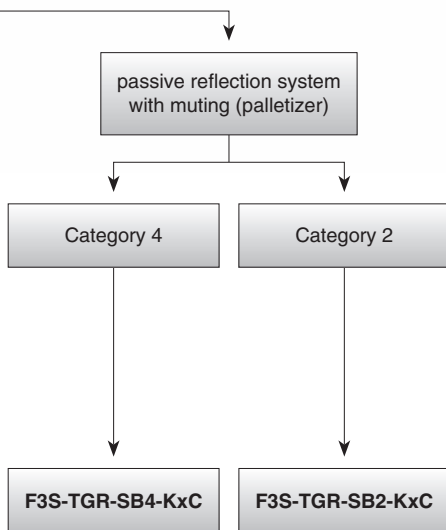 passive reflection system
with muting (palletizer)
Category 4
Category 2
F3S-TGR-SB4-KxC
F3S-TGR-SB2-KxC